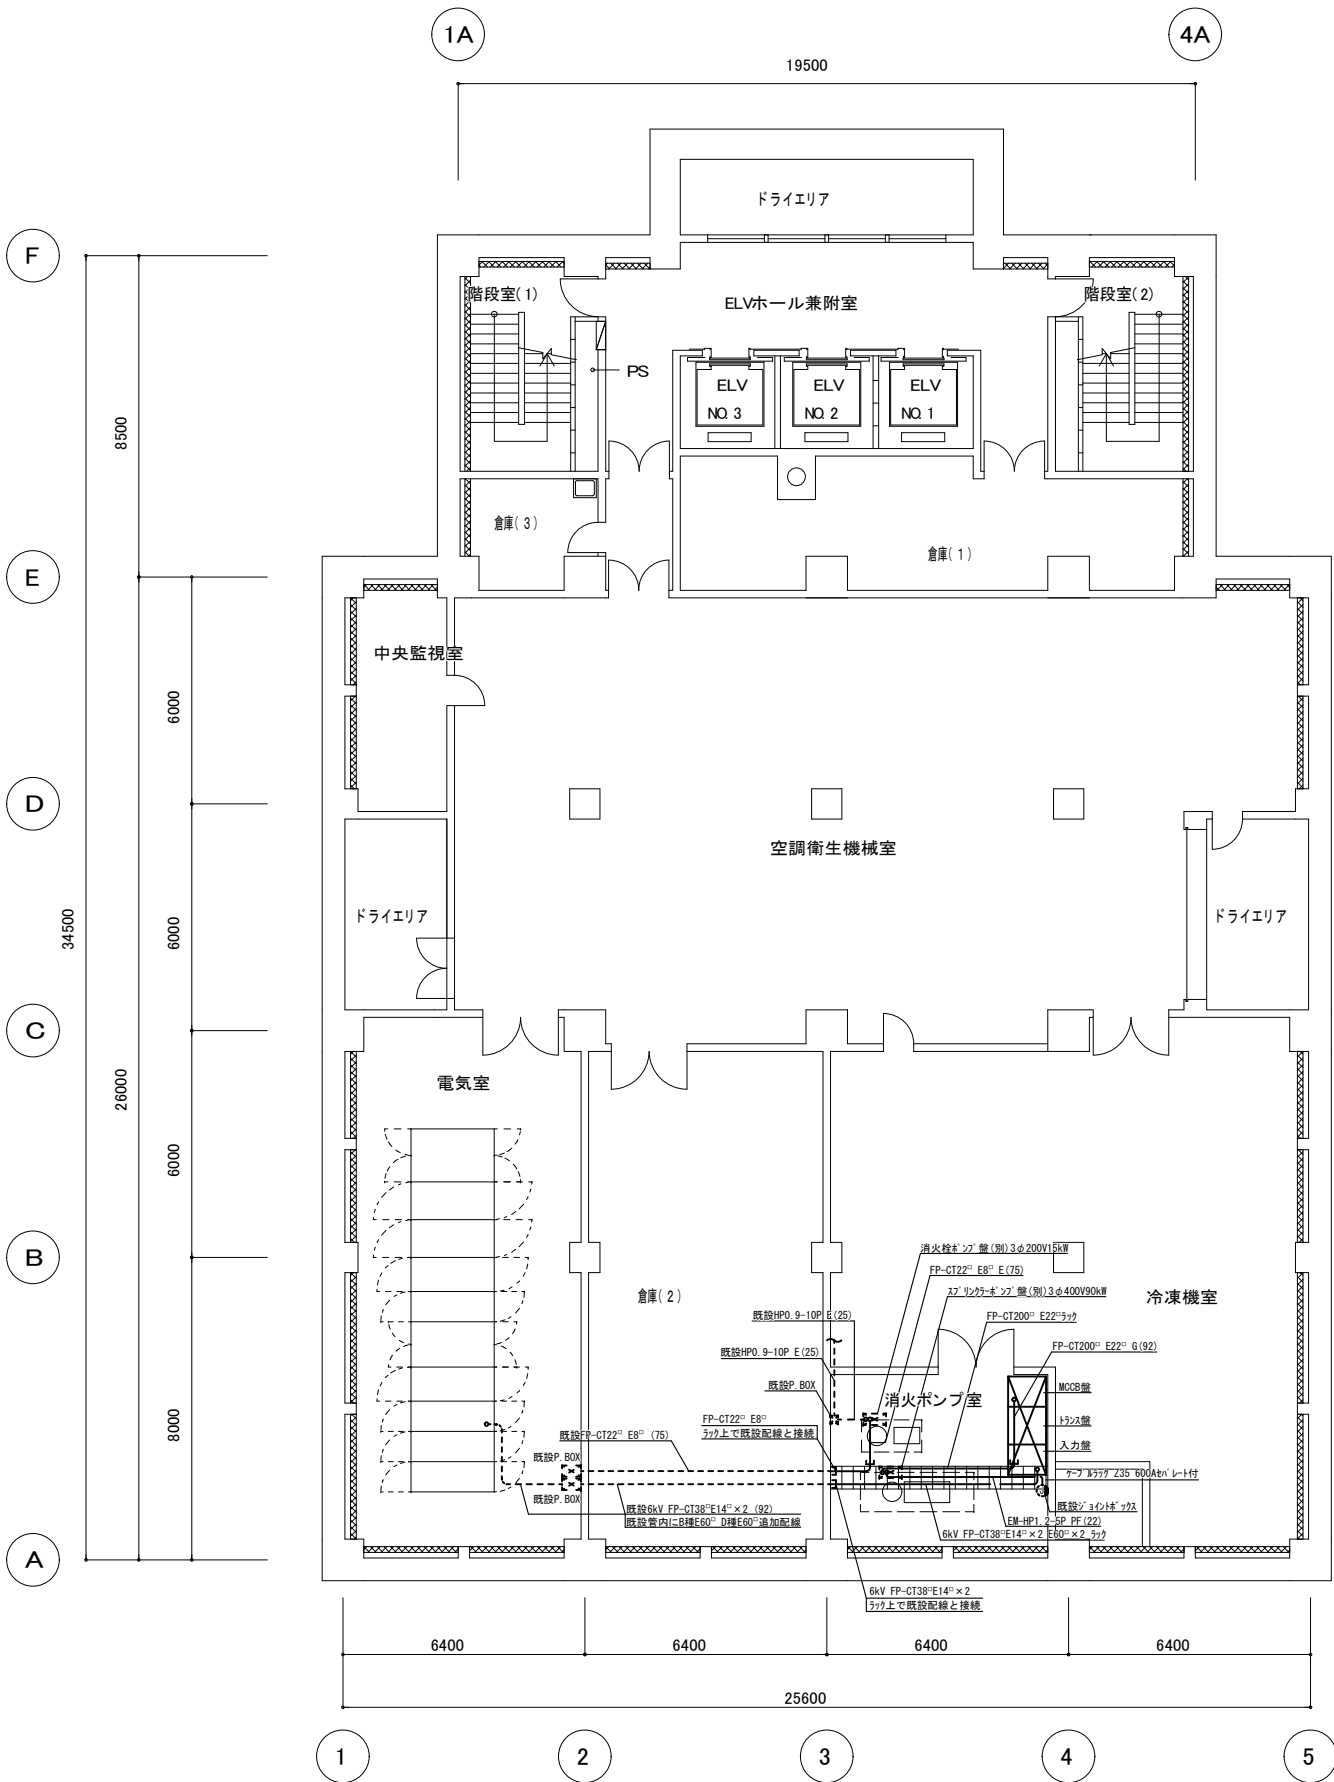 1A
4A
19500
ドライエリア
F
階段室(1)
ELVホール兼附室
階段室(2)
PS
ELV
NO.3
ELV
NO.2
ELV
NO.1
8500
倉庫(3)
倉庫(1)
E
中央監視室
6000
D
空調衛生機械室
ドライエリア
ドライエリア
34500
6000
C
電気室
26000
6000
B
消火栓ポンプ盤(別)3φ200V15kW
FP-CT22□ E8□ E(75)
スプリンクラーポンプ盤(別)3φ400V90kW
倉庫(2)
冷凍機室
既設HP0.9-10P E(25)
FP-CT200□ E22□ラック
既設HP0.9-10P E(25)
FP-CT200□ E22□ G(92)
既設P.BOX
MCCB盤
消火ポンプ室
トランス盤
FP-CT22□ E8□
ラック上で既設配線と接続
既設FP-CT22□ E8□ (75)
入力盤
8000
既設P.BOX
ケーブルラック Z35 600Aセパレート付
既設P.BOX
既設6kV FP-CT38□E14□×2 (92)
既設管内にB種E60□ D種E60□追加配線
既設ジョイントボックス
EM-HP1.2-5P PF(22)
6kV FP-CT38□E14□×2 E60□×2 ラック
A
6kV FP-CT38□E14□×2
ラック上で既設配線と接続
6400
6400
6400
6400
25600
1
2
3
4
5